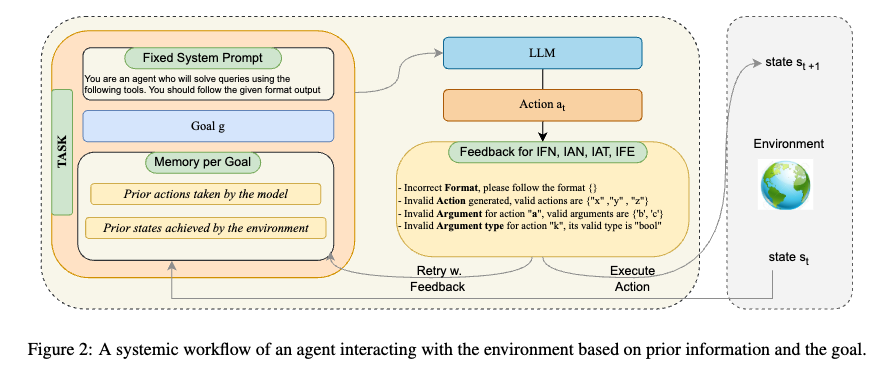 Fixed System Prompt
You are an agent who will solve queries using the
following tools. You should follow the given format output
TASK
Goal g
Memory per Goal
Prior actions taken by the model
Prior states achieved by the environment
LLM
Action at
Feedback for IFN, IAN, IAT, IFE
- Incorrect Format, please follow the format {}
- Invalid Action generated, valid actions are {"x" ,"y" , "z"}
- Invalid Argument for action "a", valid arguments are {'b', 'c'}
- Invalid Argument type for action "k", its valid type is "bool"
Retry w.
Feedback
Execute
Action
state st +1
Environment
state st
Figure 2: A systemic workflow of an agent interacting with the environment based on prior information and the goal.